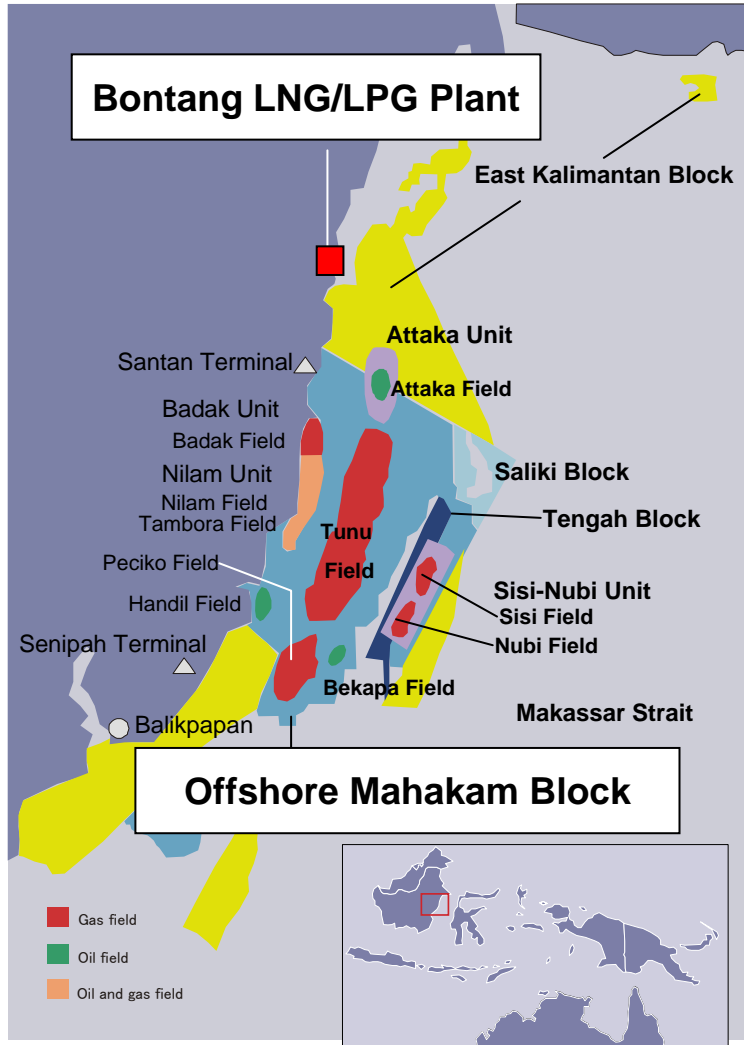 Bontang LNG/LPG Plant
East Kalimantan Block
Attaka Unit
Santan Terminal
Attaka Field
Badak Unit
Badak Field
Nilam Unit
Saliki Block
Nilam Field
Tambora Field
Tengah Block
Tunu
Field
Peciko Field
Sisi-Nubi Unit
Handil Field
Sisi Field
Nubi Field
Senipah Terminal
Bekapa Field
Makassar Strait
Balikpapan
Offshore Mahakam Block
Gas field
Oil field
Oil and gas field